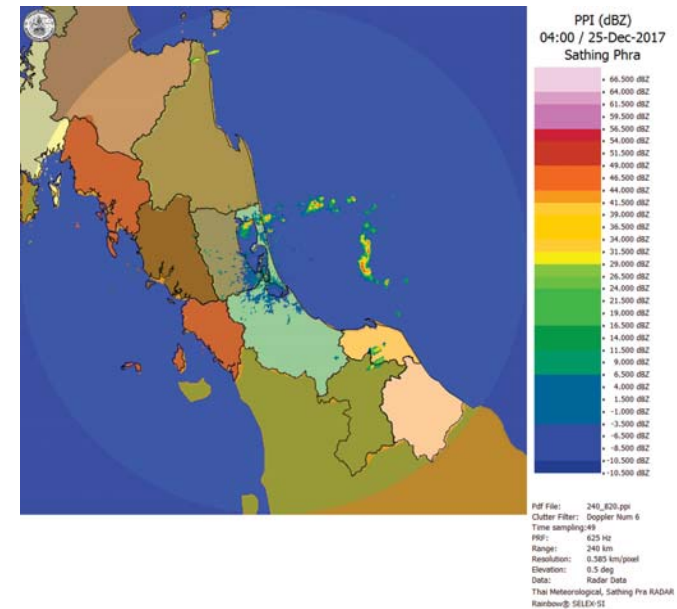 PPI (dBZ)
04:00 / 25-Dec-2017
Sathing Phra
66.500 dBZ
64.000 dBZ
61.500 dBZ
59.500 dBZ
56.500 dBZ
54.000 dBZ
51.500 dBZ
49.000 dBZ
46.500 dBZ
44.000 dBZ
41.500 dBZ
39.000 dBZ
36.500 dBZ
34.000 dBZ
31.500 dBZ
29.000 dBZ
26.500 dBZ
24.000 dBZ
21.500 dBZ
19.000 dBZ
16.500 dBZ
14.000 dBZ
11.500 dBZ
9.000 dBZ
6.500 dBZ
4.000 dBZ
1.500 dBZ
-1.000 dBZ
-3.500 dBZ
-6.500 dBZ
-8.500 dBZ
-10.500 dBZ
-10.500 dBZ
Pdf File: 240_820.ppi
Clutter Filter: Doppler Num 6
Time sampling:49
PRF: 625 Hz
Range: 240 km
Resolution: 0.585 km/pixel
Elevation: 0.5 deg
Data: Radar Data
Thai Meteorological, Sathing Pra RADAR
Rainbow® SELEX-SI